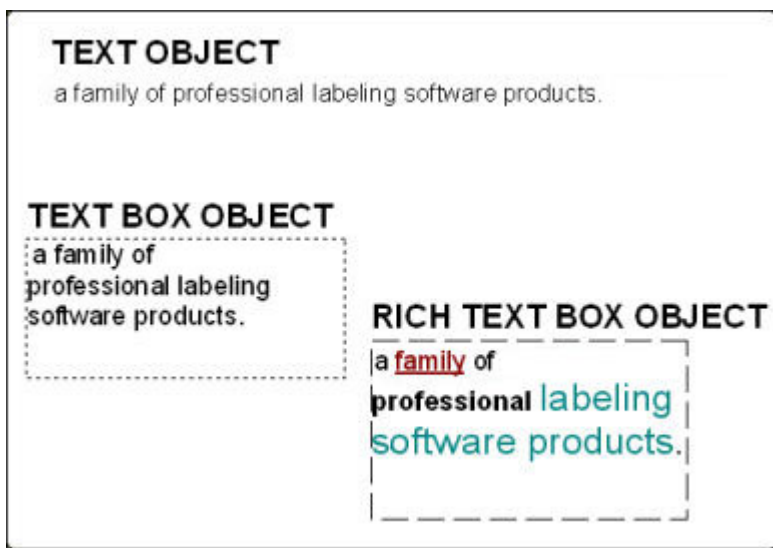 TEXT OBJECT
a family of professional labeling software products.
TEXT BOX OBJECT
a family of
professional labeling
software products.
RICH TEXT BOX OBJECT
a family of
professional labeling
software products.